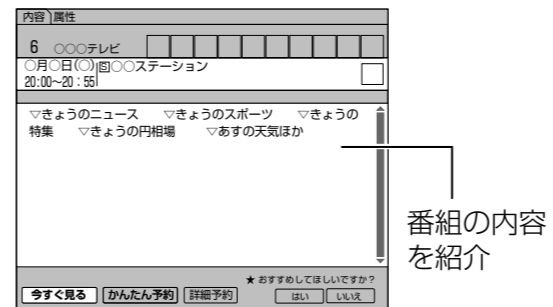 内容 属性
6 ○○○テレビ
○月○日(○) 回○○ステーション
20:00~20:55
▽きょうのニュース ▽きょうのスポーツ ▽きょうの
特集 ▽きょうの円相場 ▽あすの天気ほか
番組の内容
を紹介
★おすすめしてほしいですか?
今すぐ見る かんたん予約 詳細予約 はい いいえ